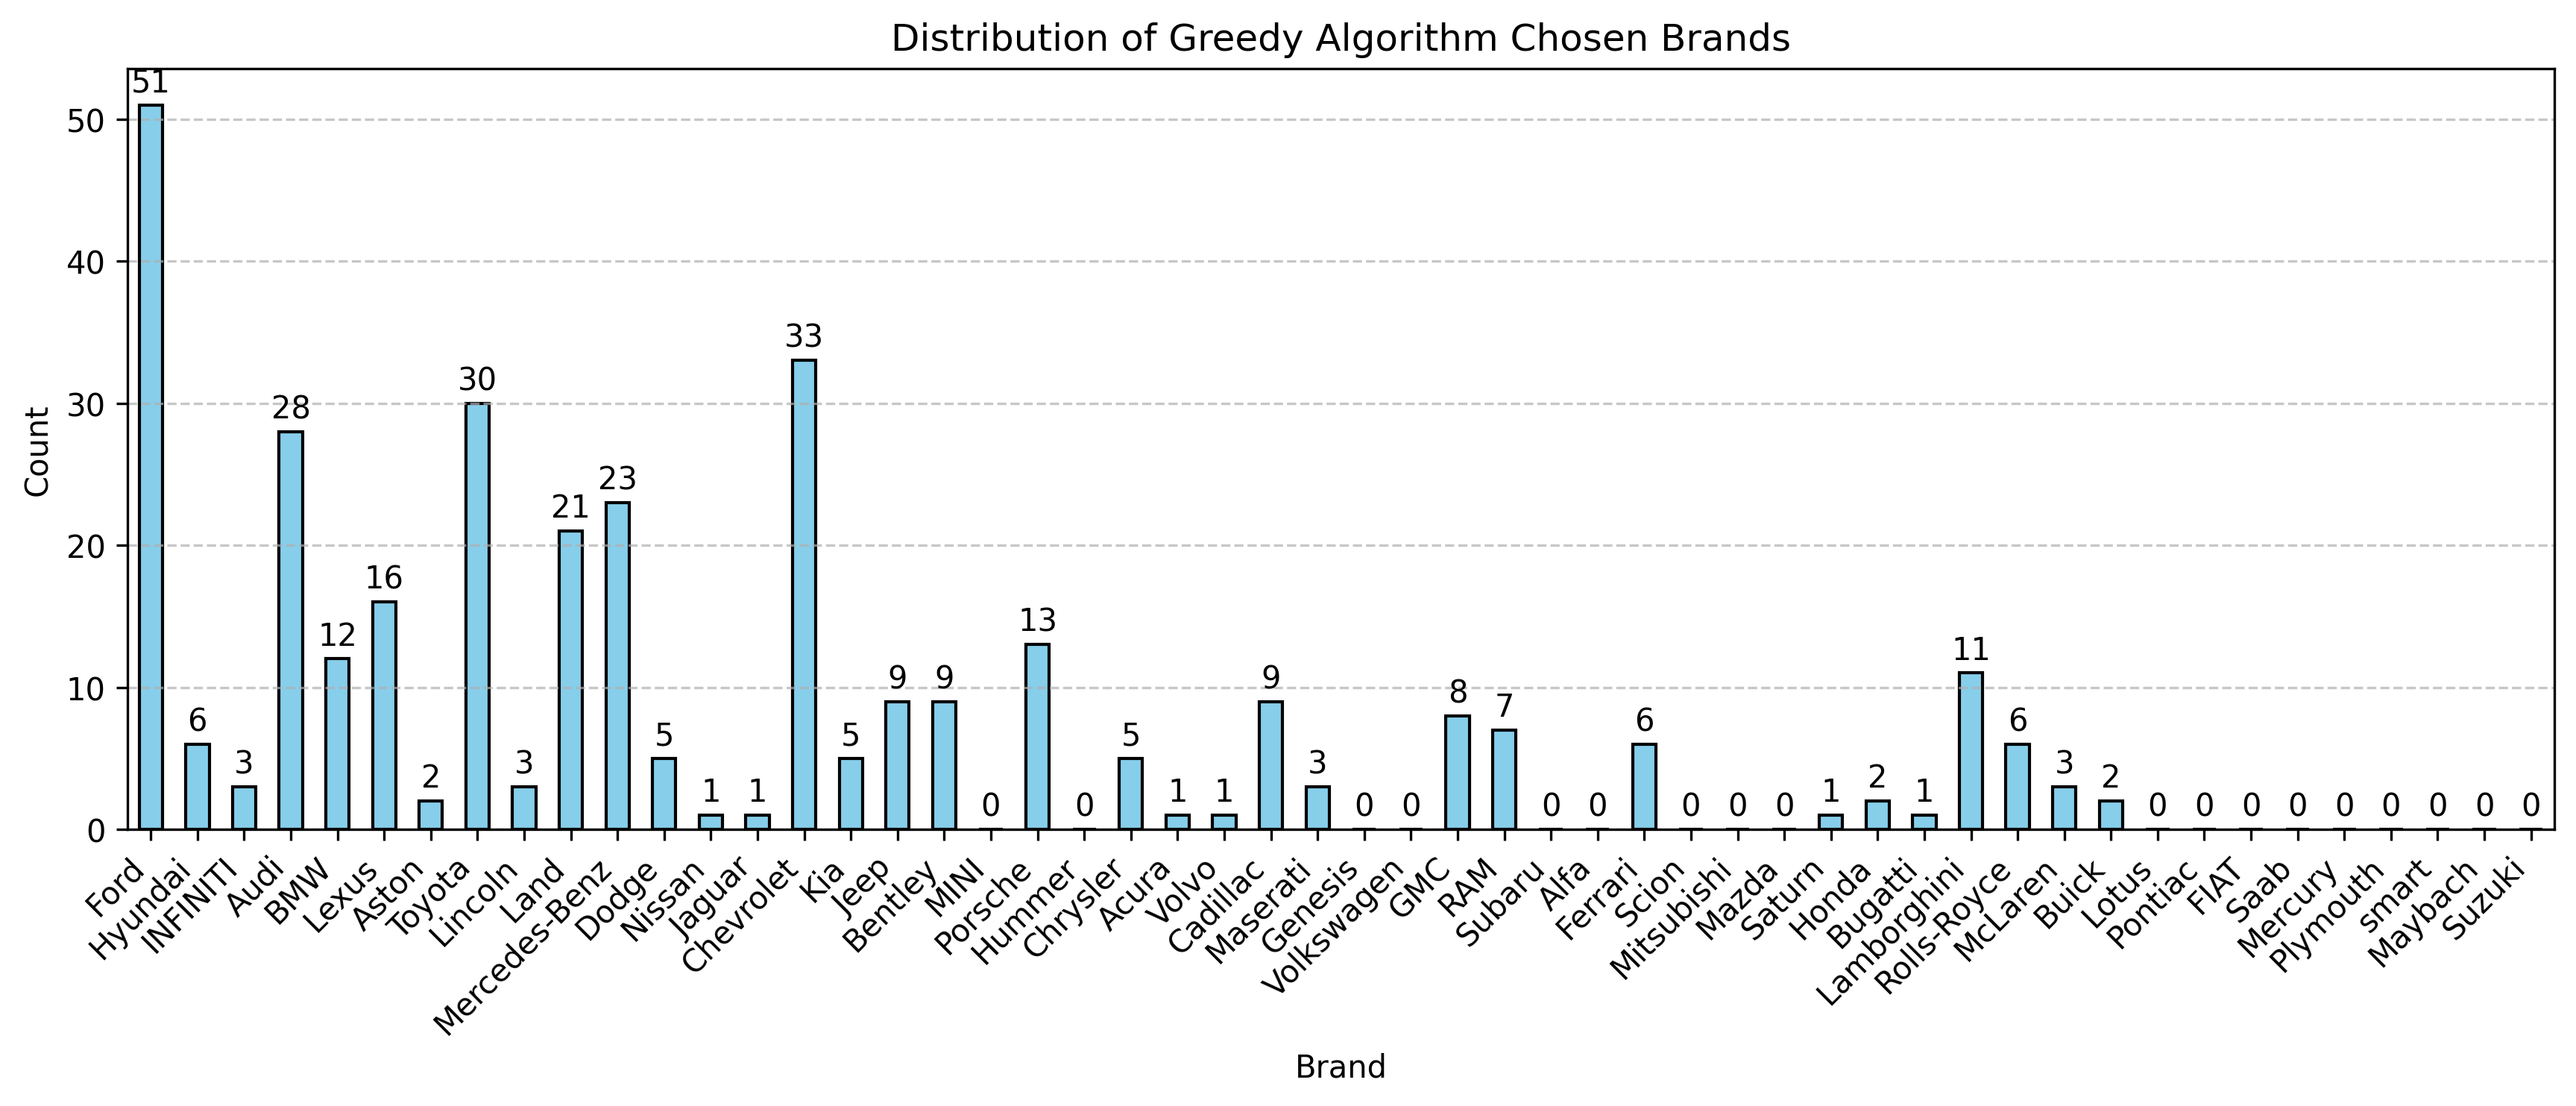 Distribution of Greedy Algorithm Chosen Brands
Count
50
40
30
20
10
0
51
6
3
28
12
16
2
30
3
21
23
5
1
1
33
5
9
9
0
13
0
5
1
1
9
3
0
0
8
7
0
0
6
0
0
0
1
2
1
11
6
3
2
0
0
0
0
0
0
0
0
0
Ford
Hyundai
INFINITI
Audi
BMW
Lexus
Aston
Toyota
Lincoln
Land
Mercedes-Benz
Dodge
Nissan
Jaguar
Chevrolet
Kia
Jeep
Bentley
MINI
Porsche
Hummer
Chrysler
Acura
Volvo
Cadillac
Maserati
Genesis
Volkswagen
GMC
RAM
Subaru
Alfa
Ferrari
Scion
Mitsubishi
Mazda
Saturn
Honda
Bugatti
Lamborghini
Rolls-Royce
McLaren
Buick
Lotus
Pontiac
FIAT
Saab
Mercury
Plymouth
smart
Maybach
Suzuki
Brand